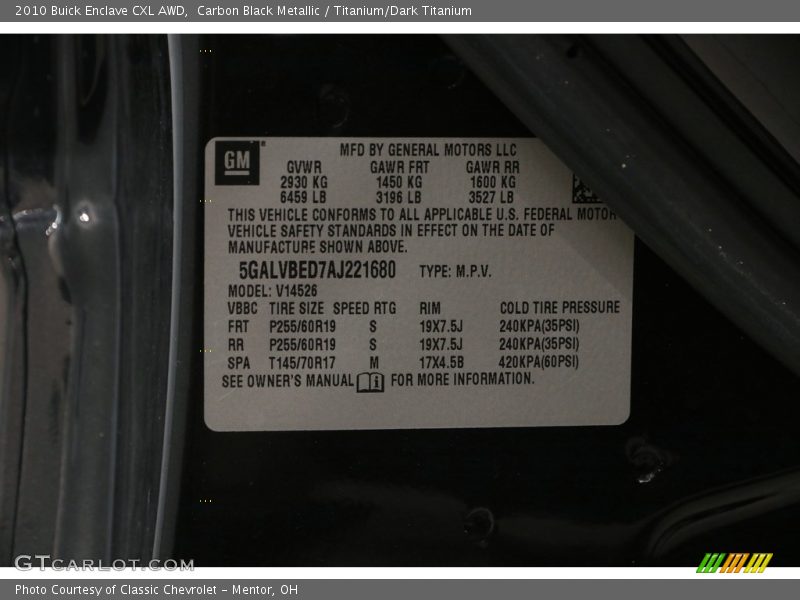 2010 Buick Enclave CXL AWD,  Carbon Black Metallic / Titanium/Dark Titanium
GM
MFD BY GENERAL MOTORS LLC
GVWR GAWR FRT GAWR RR
2930 KG 1450 KG 1600 KG
6459 LB 3196 LB 3527 LB
THIS VEHICLE CONFORMS TO ALL APPLICABLE U.S. FEDERAL MOTOR
VEHICLE SAFETY STANDARDS IN EFFECT ON THE DATE OF
MANUFACTURE SHOWN ABOVE.
5GALVBED7AJ221680 TYPE: M.P.V.
MODEL: V14526
VBBC TIRE SIZE SPEED RTG RIM COLD TIRE PRESSURE
FRT P255/60R19 S 19X7.5J 240KPA(35PSI)
RR P255/60R19 S 19X7.5J 240KPA(35PSI)
SPA T145/70R17 M 17X4.5B 420KPA(60PSI)
SEE OWNER'S MANUAL FOR MORE INFORMATION.
GTcarlot.com
Photo Courtesy of Classic Chevrolet - Mentor, OH